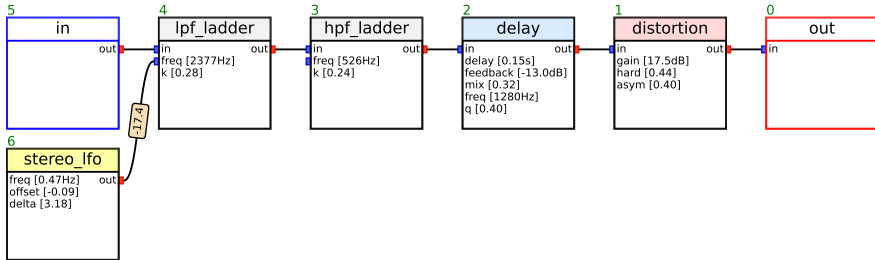 5
in
out
4
lpf_ladder
in
out
freq [2377Hz]
k [0.28]
3
hpf_ladder
in
out
freq [526Hz]
k [0.24]
2
delay
in
out
delay [0.15s]
feedback [-13.0dB]
mix [0.32]
freq [1280Hz]
q [0.40]
1
distortion
in
out
gain [17.5dB]
hard [0.44]
asym [0.40]
0
out
in
-17.4
6
stereo_lfo
freq [0.47Hz]
out
offset [-0.09]
delta [3.18]